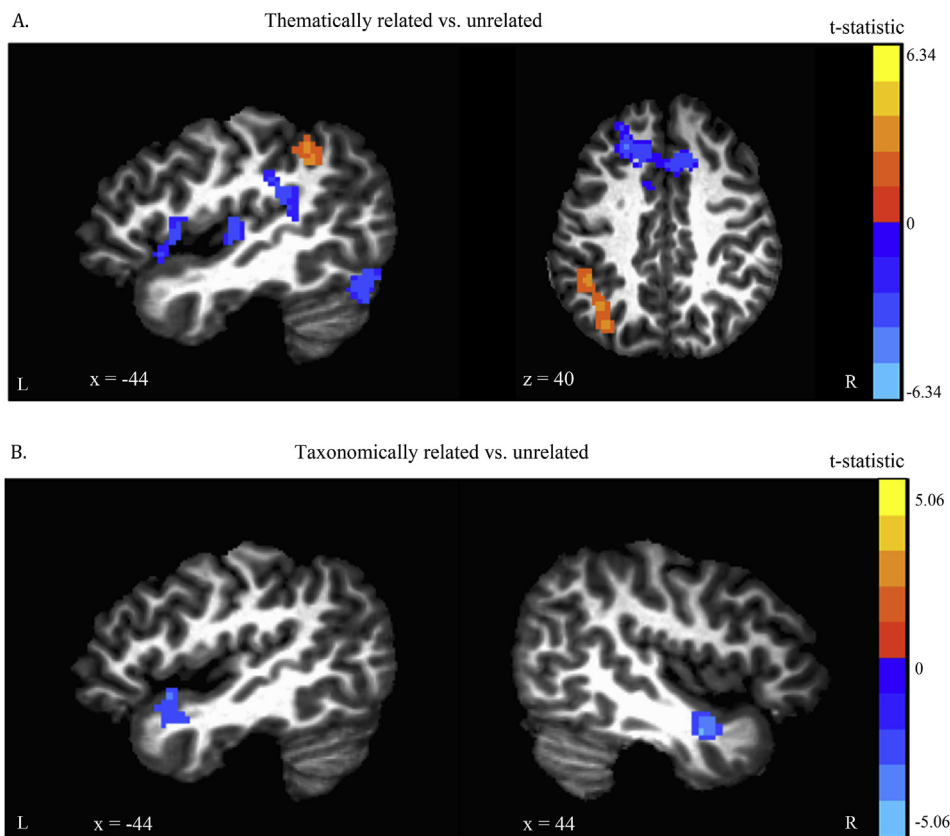 A.
Thematically related vs. unrelated
t-statistic
6.34
0
-6.34
L
x = -44
z = 40
R
B.
Taxonomically related vs. unrelated
t-statistic
5.06
0
-5.06
L
x = -44
x = 44
R